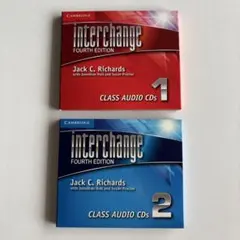 CAMBRIDGE
interchange
FOURTH EDITION
Jack C. Richards
with Jonathan Hull and Susan Proctor
CLASS AUDIO CDs 1
CAMBRIDGE
interchange
FOURTH EDITION
Jack C. Richards
with Jonathan Hull and Susan Proctor
CLASS AUDIO CDs 2